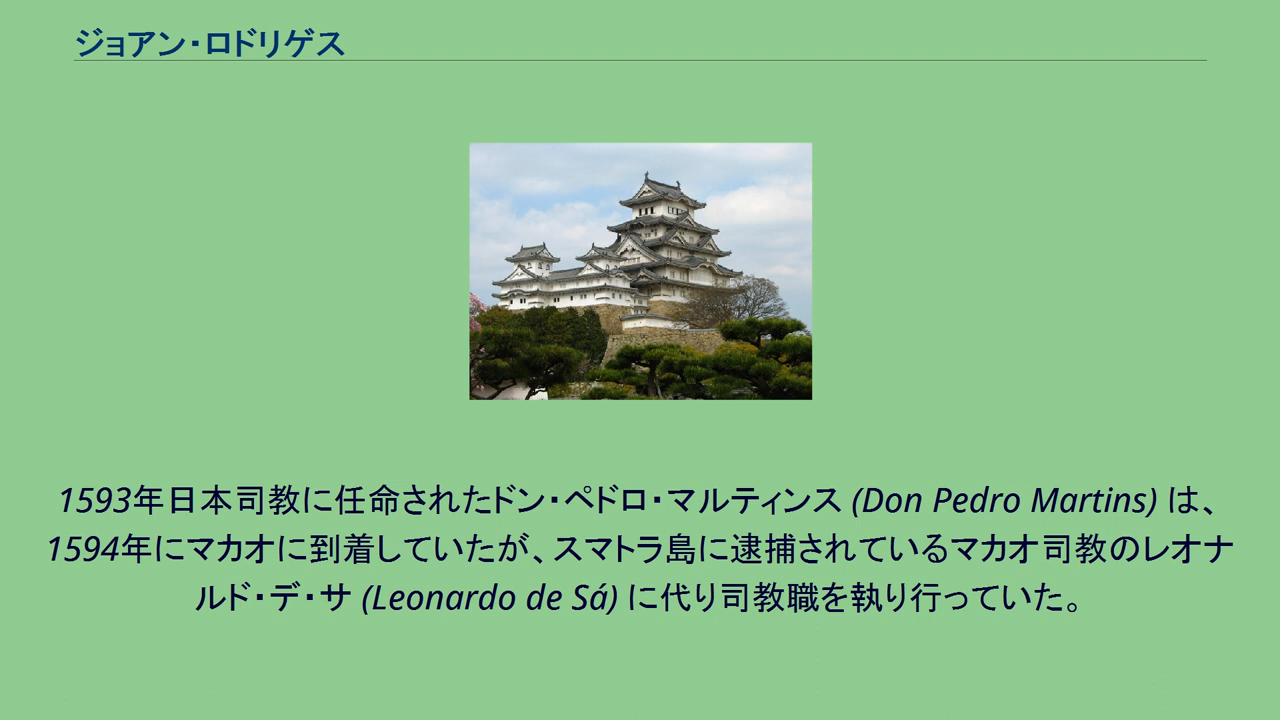 ジョアン・ロドリゲス
1593年日本司教に任命されたドン・ペドロ・マルティンス (Don Pedro Martins) は、
1594年にマカオに到着していたが、スマトラ島に逮捕されているマカオ司教のレオナ
ルド・デ・サ (Leonardo de Sá) に代り司教職を執り行っていた。